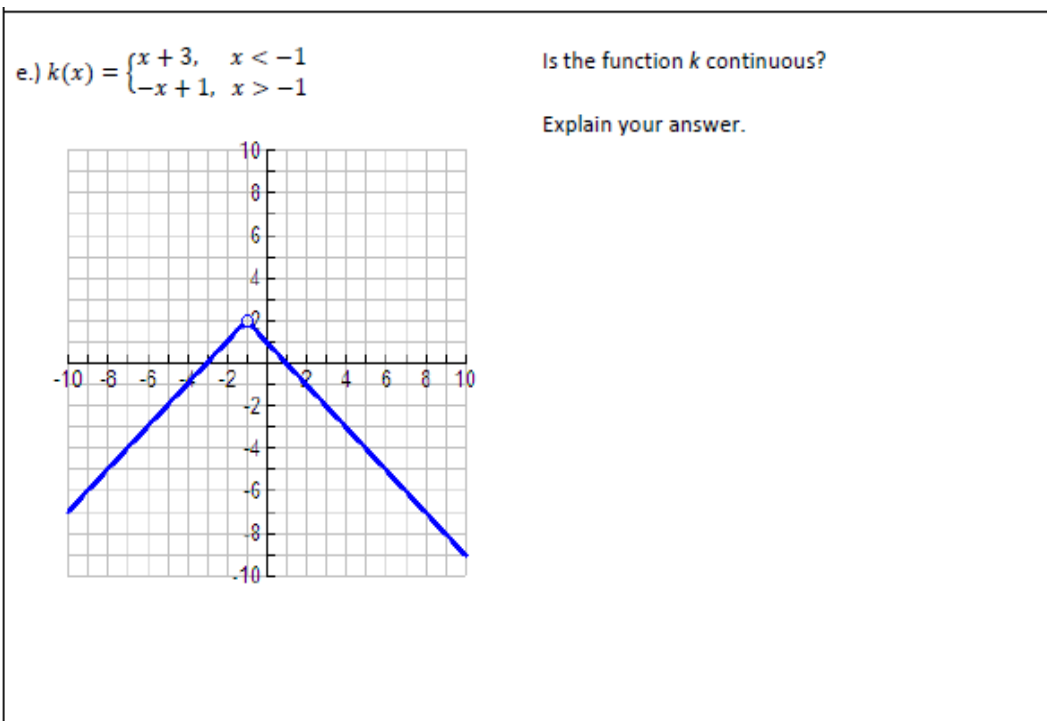 e.) k(x) = {x + 3, x < −1
−x + 1, x > −1
Is the function k continuous?
Explain your answer.
10
8
6
4
2
-10 -8 -6 -4 -2 2 4 6 8 10
-2
-4
-6
-8
-10